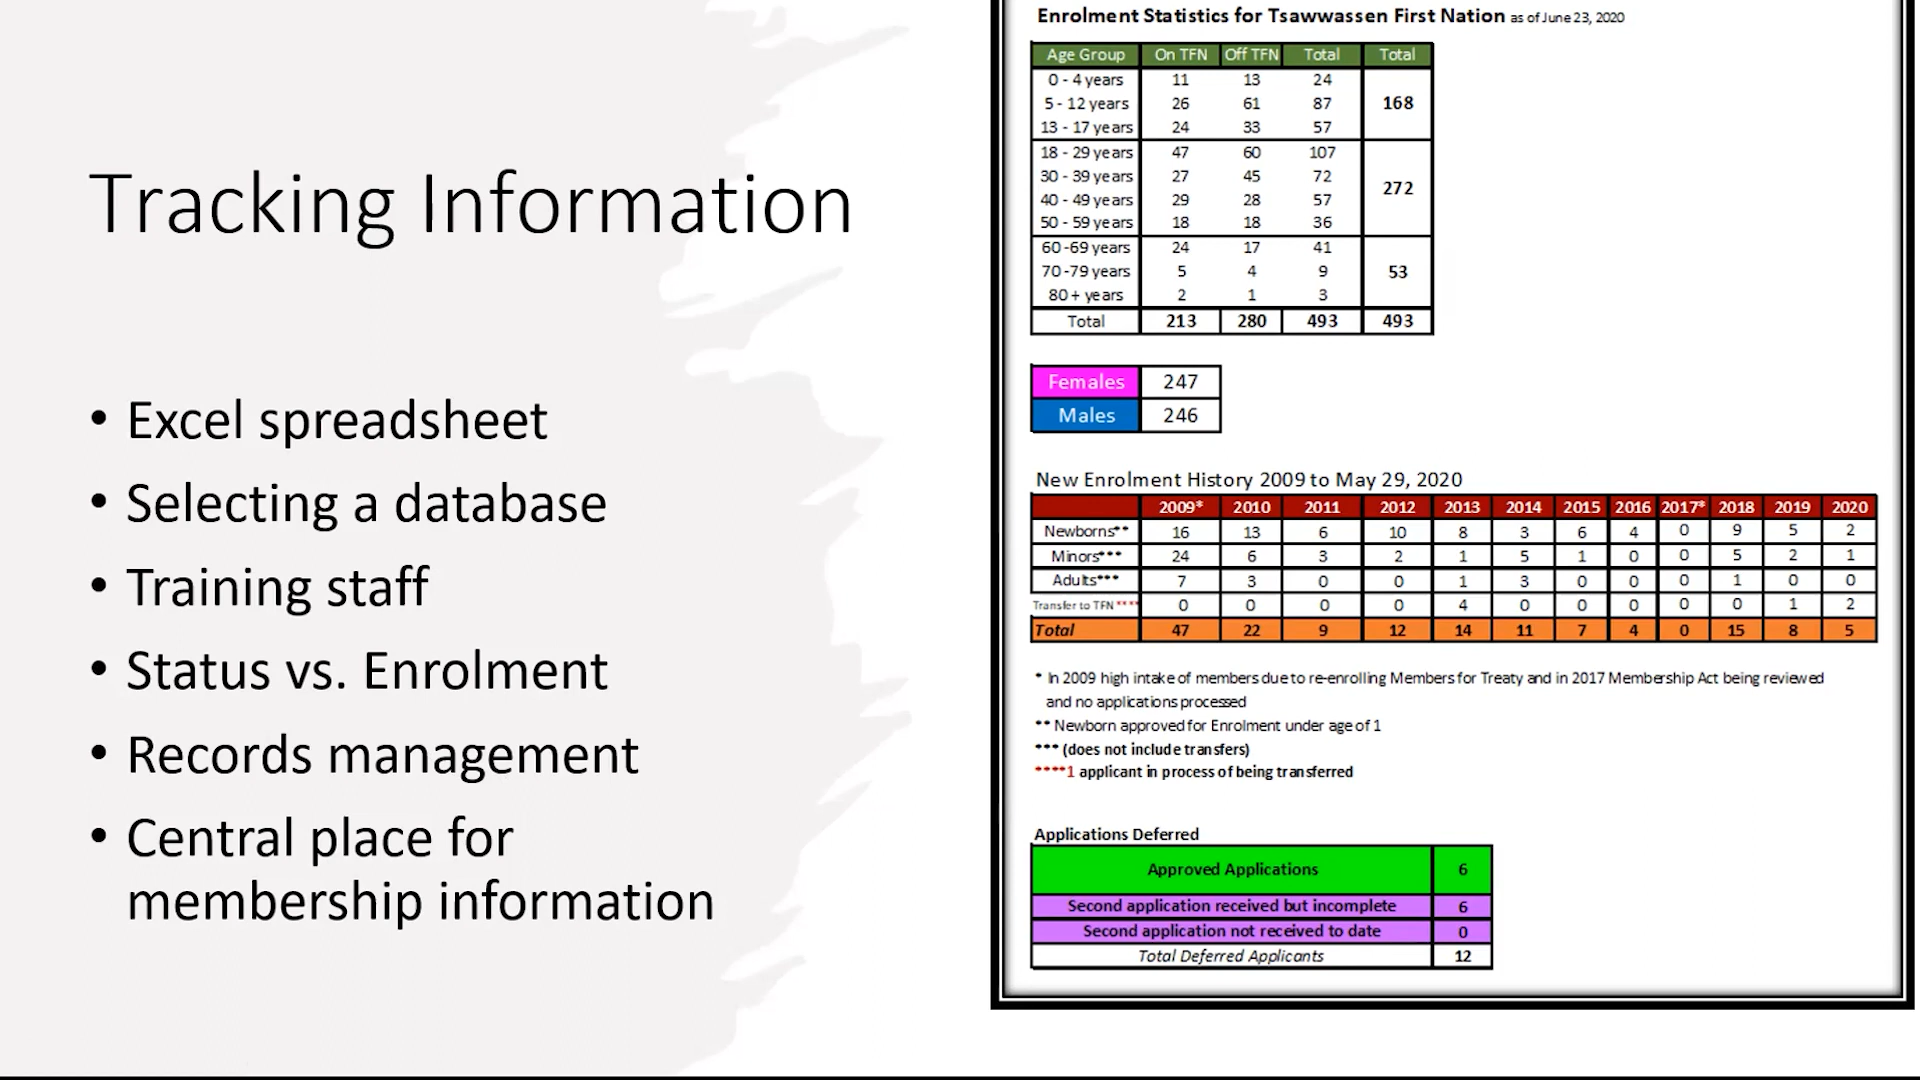 Tracking Information
• Excel spreadsheet
• Selecting a database
• Training staff
• Status vs. Enrolment
• Records management
• Central place for
membership information
Enrolment Statistics for Tsawwassen First Nation as of June 23, 2020
Age Group On TFN Off TFN Total Total
0 - 4 years 11 13 24
5 - 12 years 26 61 87 168
13 - 17 years 24 33 57
18 - 29 years 47 60 107
30 - 39 years 27 45 72
272
40 - 49 years 29 28 57
50 - 59 years 18 18 36
60 -69 years 24 17 41
70 -79 years 5 4 9 53
80 + years 2 1 3
Total 213 280 493 493
Females 247
Males 246
New Enrolment History 2009 to May 29, 2020
2009* 2010 2011 2012 2013 2014 2015 2016 2017* 2018 2019 2020
Newborns** 16 13 6 10 8 3 6 4 0 9 5 2
Minors*** 24 6 3 2 1 5 1 0 0 5 2 1
Adults*** 7 3 0 0 1 3 0 0 0 1 0 0
Transfer to TFN **** 0 0 0 0 4 0 0 0 0 0 1 2
Total 47 22 9 12 14 11 7 4 0 15 8 5
* In 2009 high intake of members due to re-enrolling Members for Treaty and in 2017 Membership Act being reviewed
and no applications processed
** Newborn approved for Enrolment under age of 1
*** (does not include transfers)
****1 applicant in process of being transferred
Applications Deferred
Approved Applications 6
Second application received but incomplete 6
Second application not received to date 0
Total Deferred Applicants 12